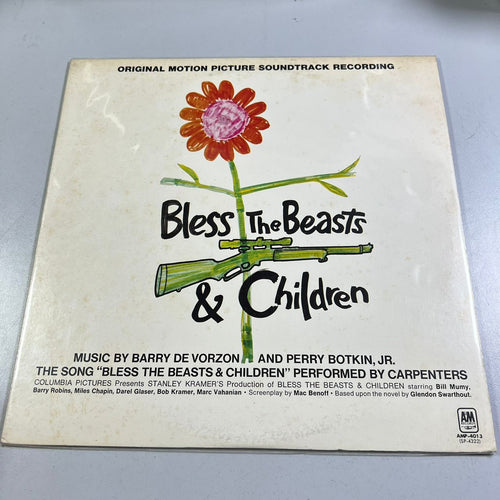 ORIGINAL MOTION PICTURE SOUNDTRACK RECORDING
Bless The Beasts
& Children
MUSIC BY BARRY DE VORZON AND PERRY BOTKIN, JR.
THE SONG "BLESS THE BEASTS & CHILDREN" PERFORMED BY CARPENTERS
COLUMBIA PICTURES Presents STANLEY KRAMER'S Production of BLESS THE BEASTS & CHILDREN starring Bill Mumy,
Barry Robins, Miles Chapin, Darel Glaser, Bob Kramer, Marc Vahanian • Screenplay by Mac Benoff • Based upon the novel by Glendon Swarthout.
A&M
AMP-4013
(SP-4322)